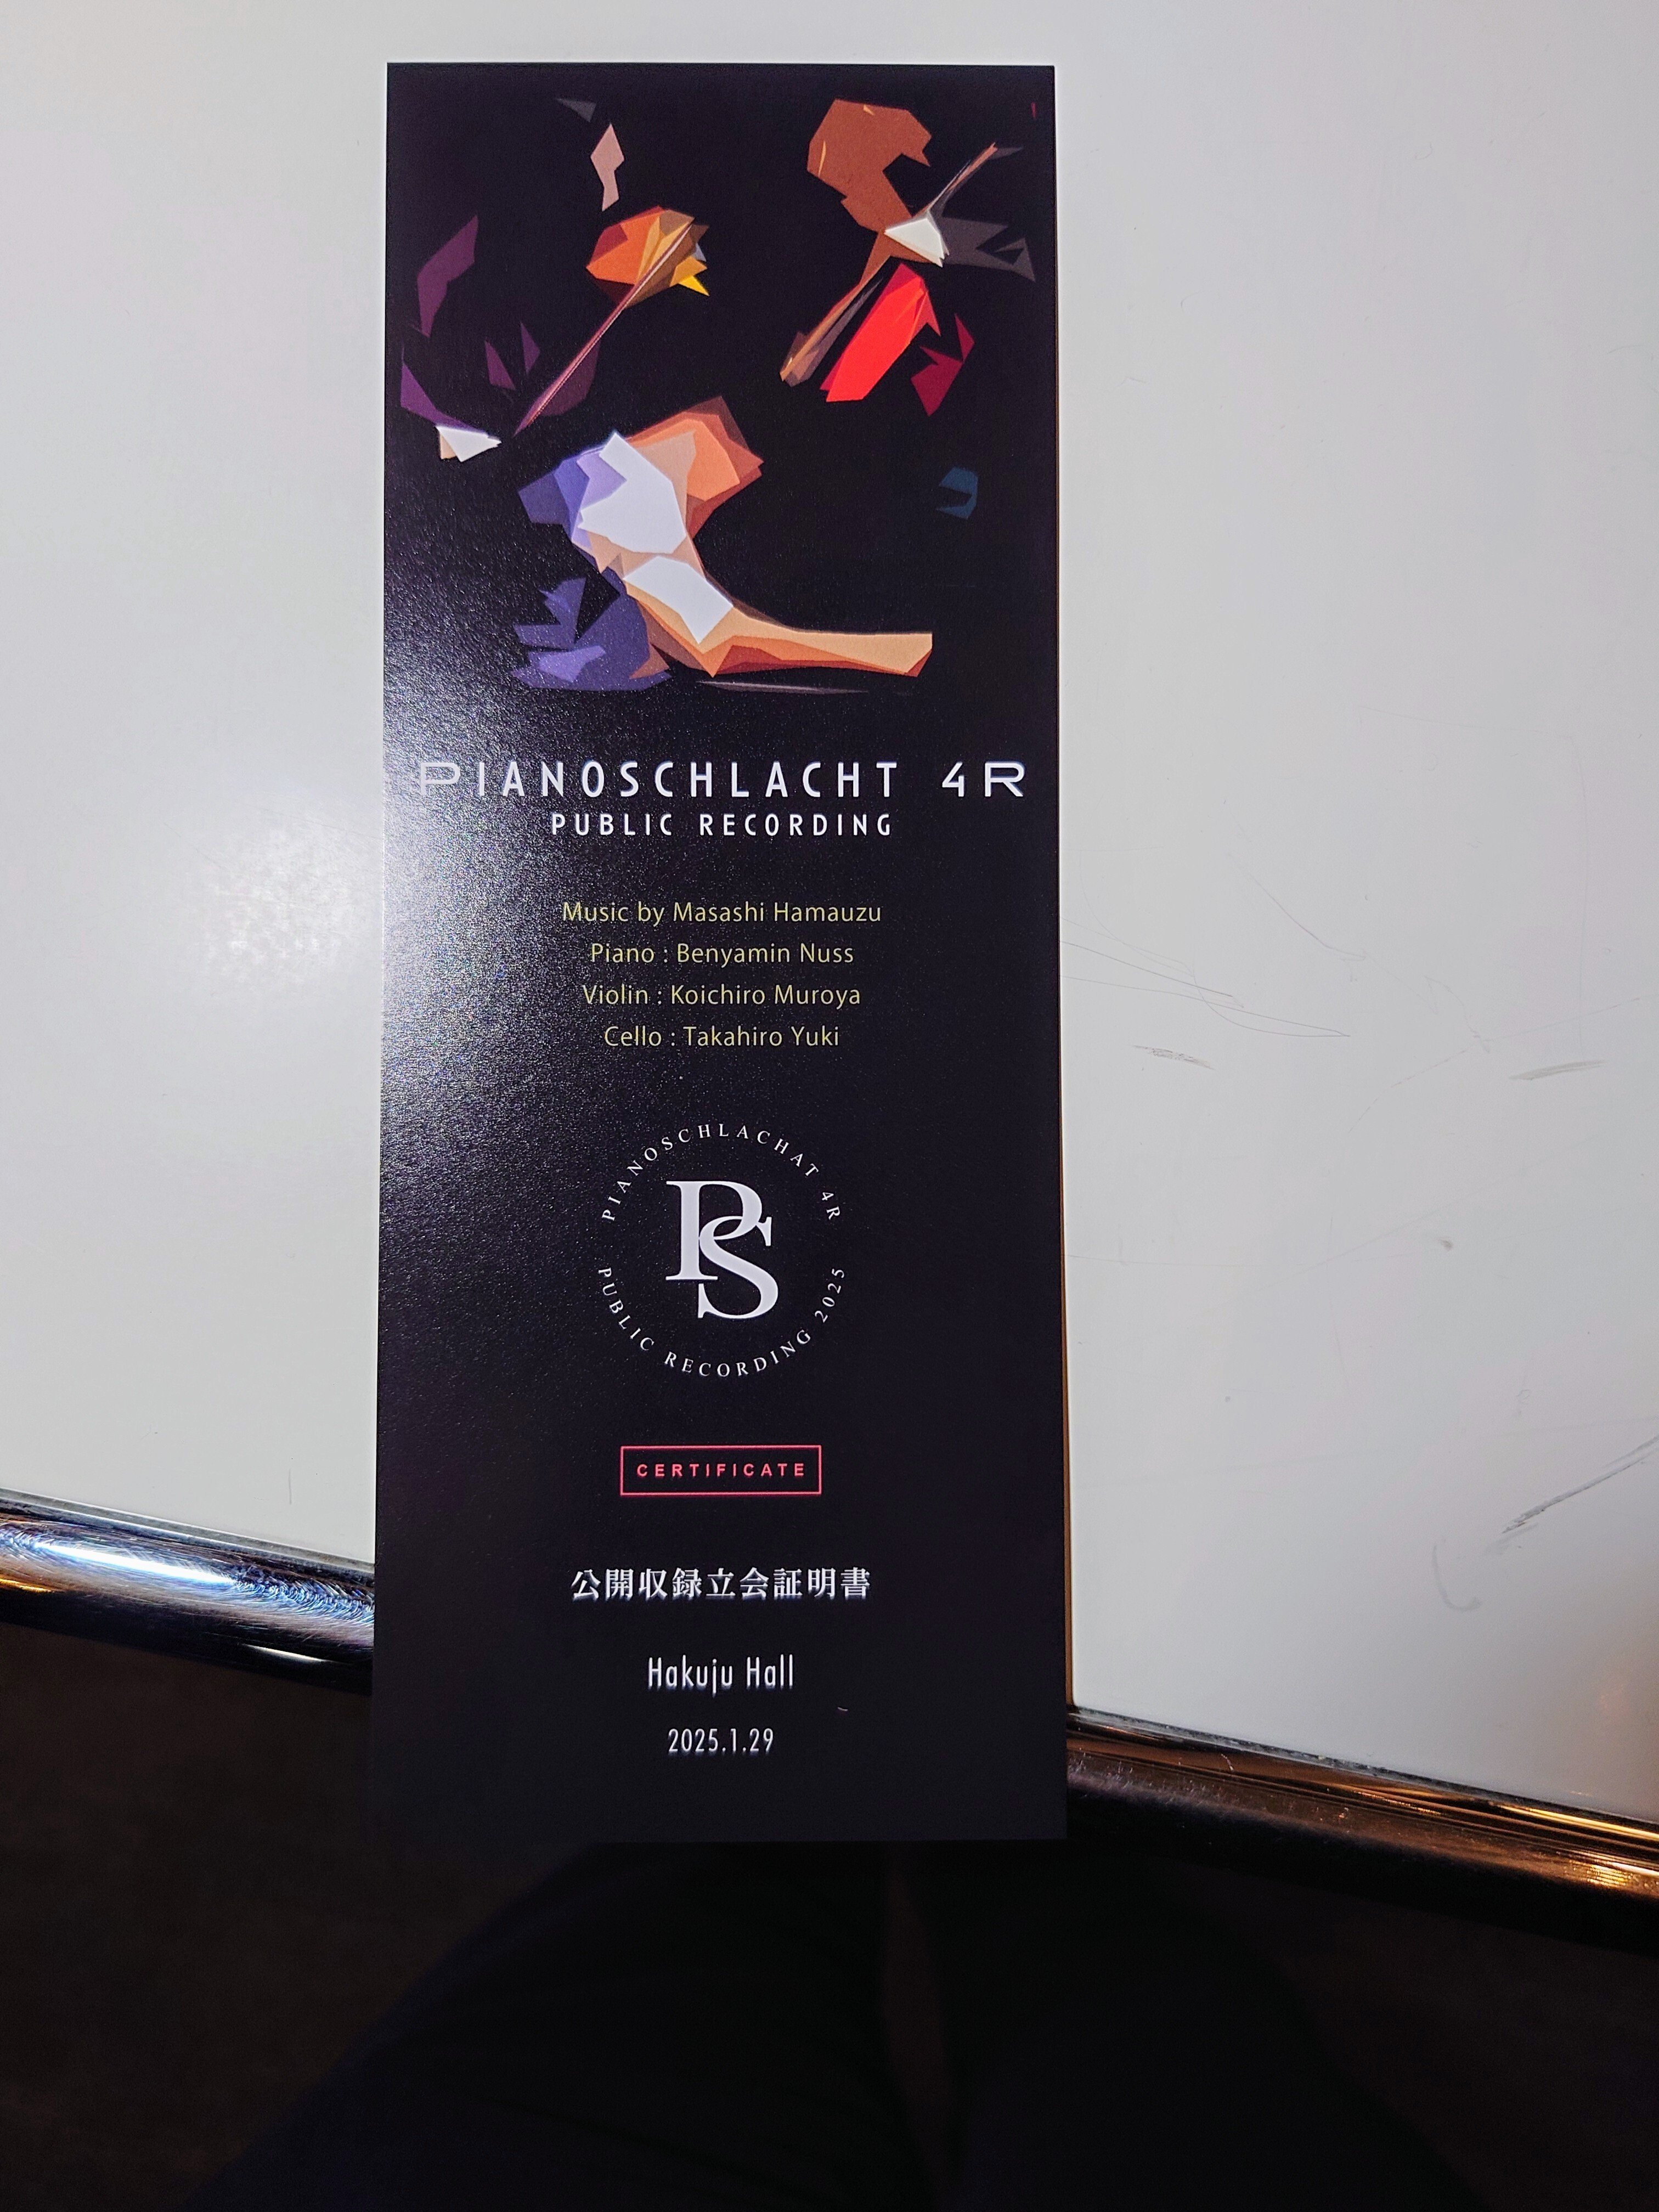 PIANOSCHLACHT 4R
PUBLIC RECORDING
Music by Masashi Hamauzu
Piano : Benyamin Nuss
Violin : Koichiro Muroya
Cello : Takahiro Yuki
PIANOSCHLACHAT 4R
PS
PUBLIC RECORDING 2025
CERTIFICATE
公開収録立会証明書
Hakuju Hall
2025.1.29